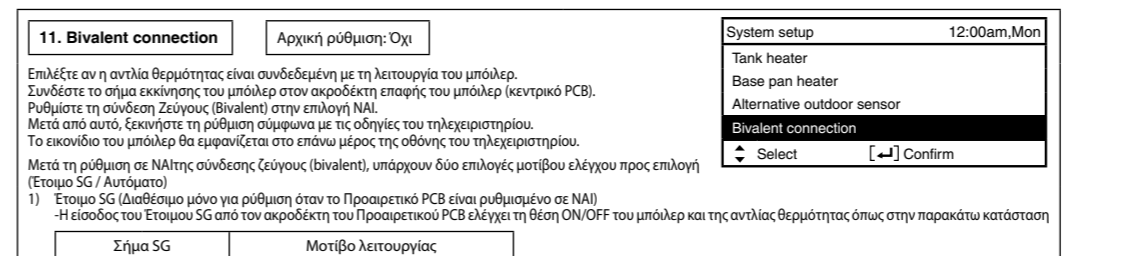 11. Bivalent connection
Αρχική ρύθμιση: Όχι
Επιλέξτε αν η αντλία θερμότητας είναι συνδεδεμένη με τη λειτουργία του μπόιλερ.
Συνδέστε το σήμα εκκίνησης του μπόιλερ στον ακροδέκτη επαφής του μπόιλερ (κεντρικό PCB).
Ρυθμίστε τη σύνδεση Ζεύγους (Bivalent) στην επιλογή ΝΑΙ.
Μετά από αυτό, ξεκινήστε τη ρύθμιση σύμφωνα με τις οδηγίες του τηλεχειριστηρίου.
Το εικονίδιο του μπόιλερ θα εμφανίζεται στο επάνω μέρος της οθόνης του τηλεχειριστηρίου.
Μετά τη ρύθμιση σε ΝΑΙτης σύνδεσης ζεύγους (bivalent), υπάρχουν δύο επιλογές μοτίβου ελέγχου προς επιλογή
(Έτοιμο SG / Αυτόματο)
1) Έτοιμο SG (Διαθέσιμο μόνο για ρύθμιση όταν το Προαιρετικό PCB είναι ρυθμισμένο σε ΝΑΙ)
-Η είσοδος του Έτοιμου SG από τον ακροδέκτη του Προαιρετικού PCB ελέγχει τη θέση ON/OFF του μπόιλερ και της αντλίας θερμότητας όπως στην παρακάτω κατάσταση
Σήμα SG
Μοτίβο λειτουργίας
System setup 12:00am,Mon
Tank heater
Base pan heater
Alternative outdoor sensor
Bivalent connection
Select [↵] Confirm